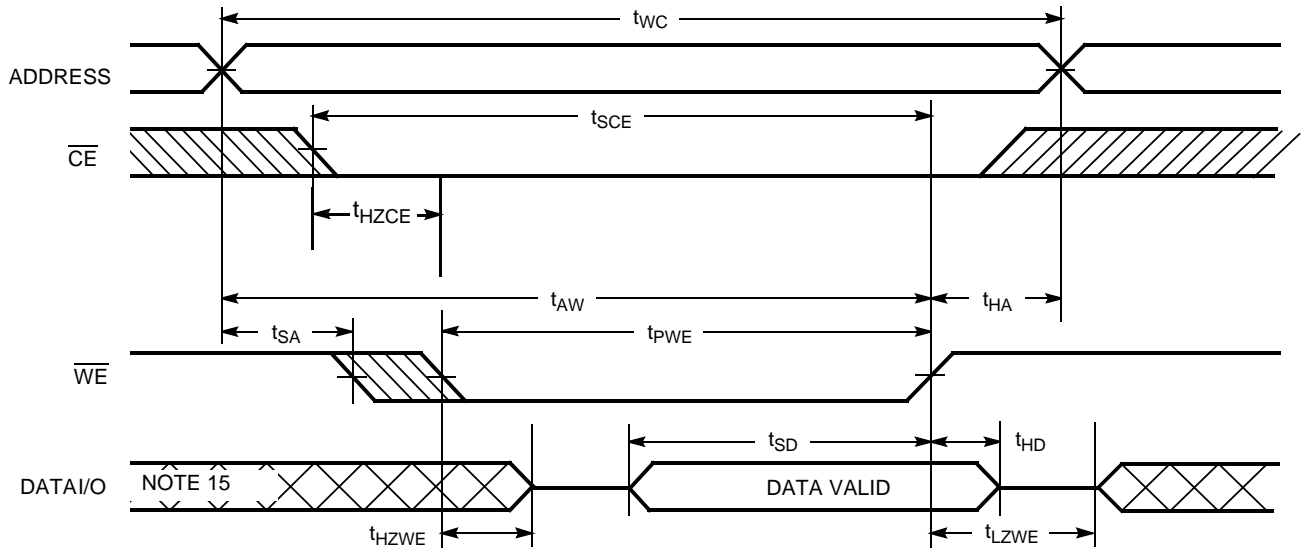 tWC
ADDRESS
tSCE
CE
tHZCE
tAW
tHA
tSA
tPWE
WE
tSD
tHD
DATAI/O
NOTE 15
DATA VALID
tHZWE
tLZWE